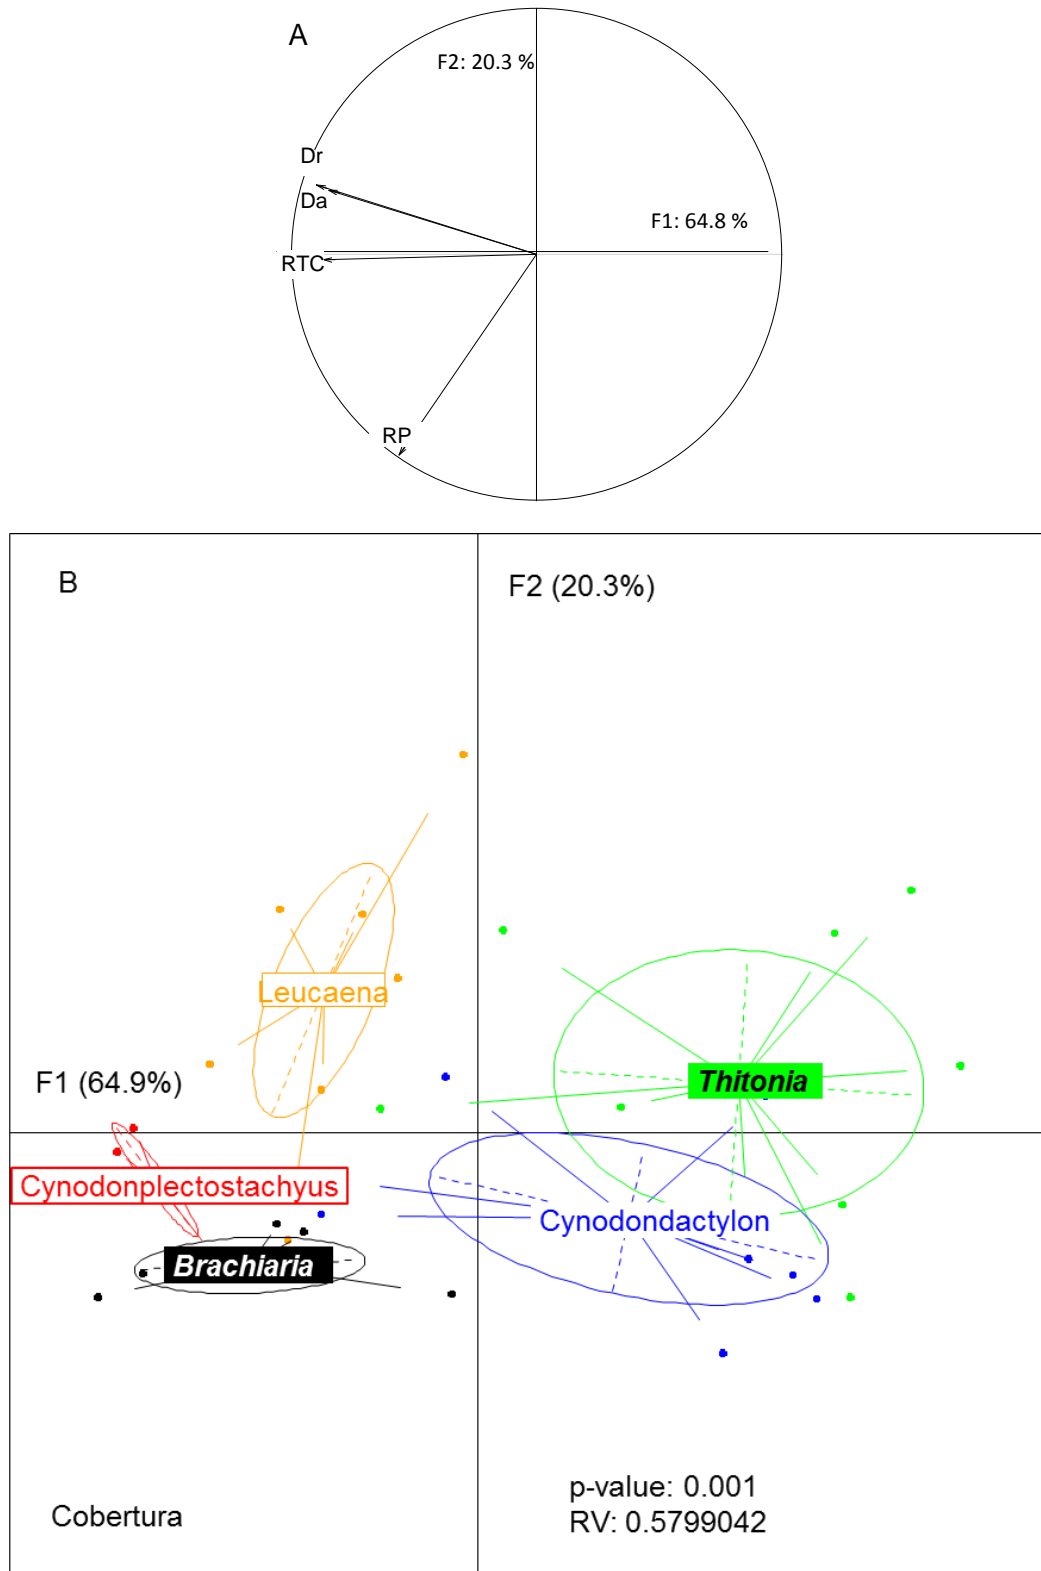 A
F2: 20.3 %
Dr
Da
F1: 64.8 %
RTC
RP
B
F2 (20.3%)
Leucaena
F1 (64.9%)
Thitonia
Cynodonplectostachyus
Cynodondactylon
Brachiaria
p-value: 0.001
RV: 0.5799042
Cobertura